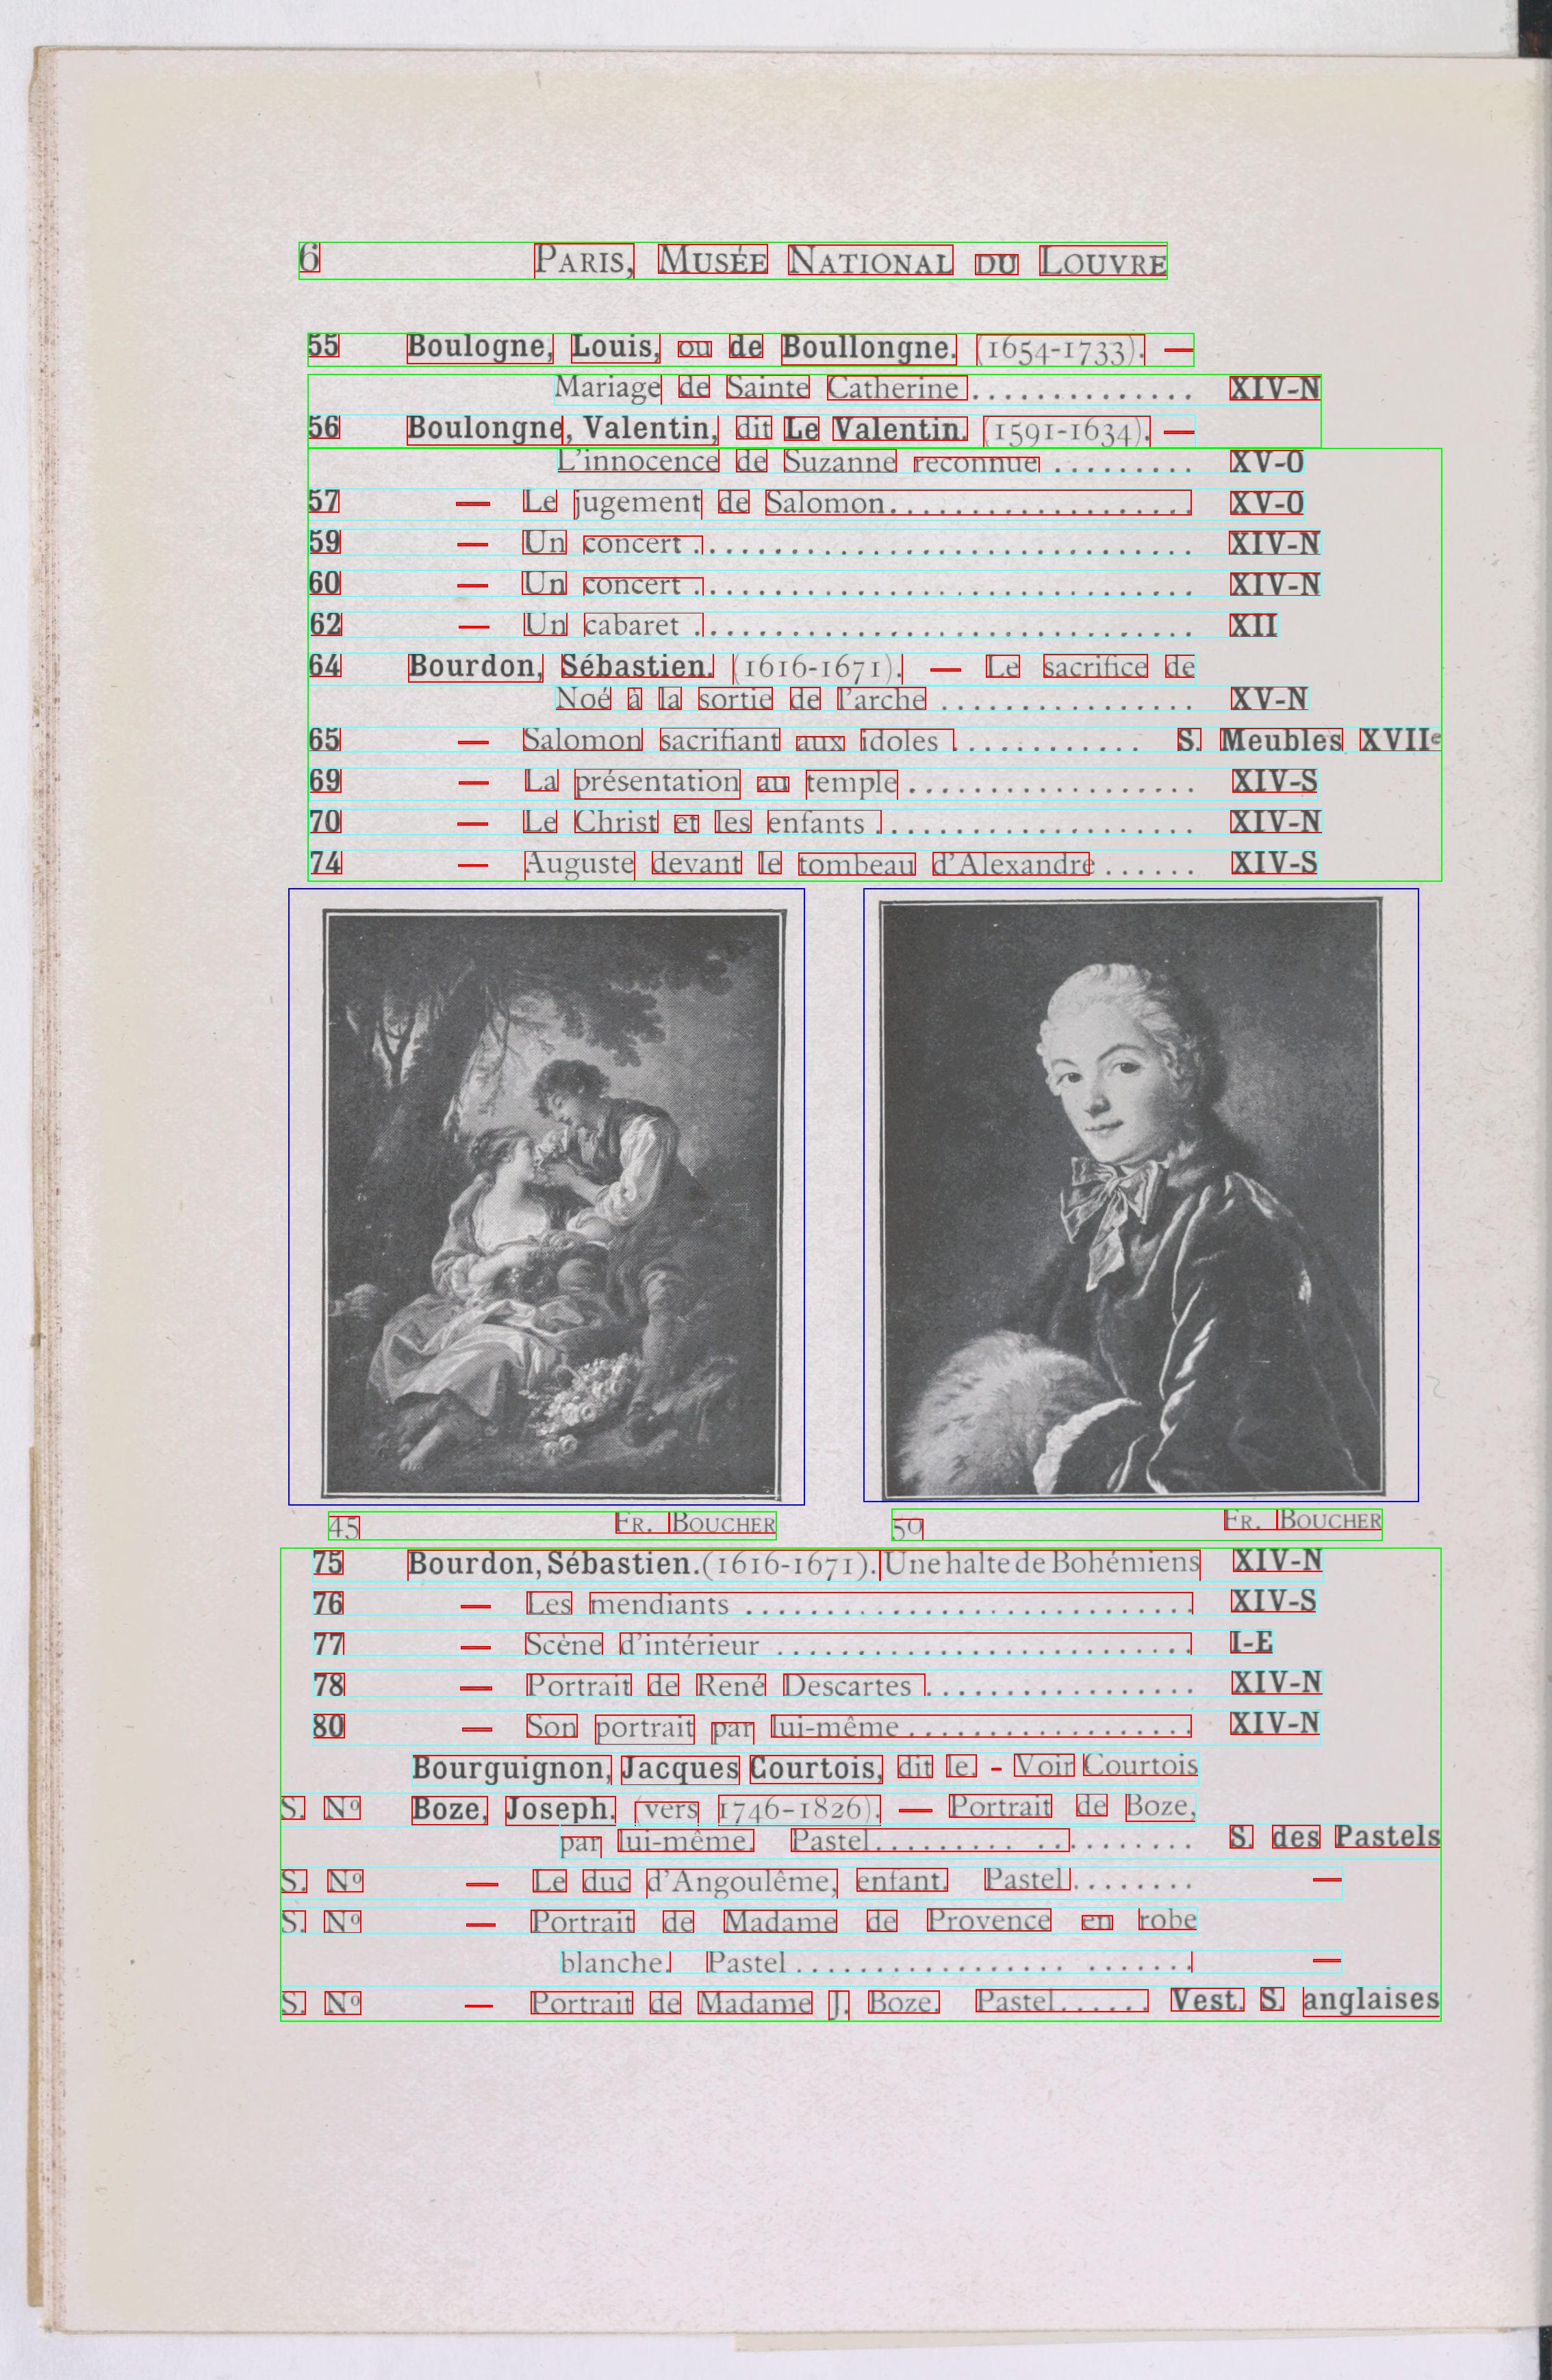 6 PARIS, MUSÉE NATIONAL DU LOUVRE
55 Boulogne, Louis, ou de Boullongne. (1654-1733). —
Mariage de Sainte Catherine .............. XIV-N
56 Boulongne, Valentin, dit Le Valentin. (1591-1634). —
L'innocence de Suzanne reconnue ......... XV-O
57 — Le jugement de Salomon................... XV-O
59 — Un concert ................................ XIV-N
60 — Un concert ................................ XIV-N
62 — Un cabaret ................................ XII
64 Bourdon, Sébastien. (1616-1671). — Le sacrifice de
Noé à la sortie de l'arche ................ XV-N
65 — Salomon sacrifiant aux idoles ............ S. Meubles XVIIe
69 — La présentation au temple .................. XIV-S
70 — Le Christ et les enfants .................... XIV-N
74 — Auguste devant le tombeau d'Alexandre ...... XIV-S
45 FR. BOUCHER
50 FR. BOUCHER
75 Bourdon, Sébastien. (1616-1671). Une halte de Bohémiens XIV-N
76 — Les mendiants ............................ XIV-S
77 — Scène d'intérieur .......................... I-E
78 — Portrait de René Descartes ................. XIV-N
80 — Son portrait par lui-même .................. XIV-N
Bourguignon, Jacques Courtois, dit le. - Voir Courtois
S. No Boze, Joseph. (vers 1746-1826). — Portrait de Boze,
par lui-même. Pastel......... .......... S. des Pastels
S. No — Le duc d'Angoulême, enfant. Pastel ........ —
S. No — Portrait de Madame de Provence en robe
blanche. Pastel ................. ....... —
S. No — Portrait de Madame J. Boze. Pastel...... Vest. S. anglaises